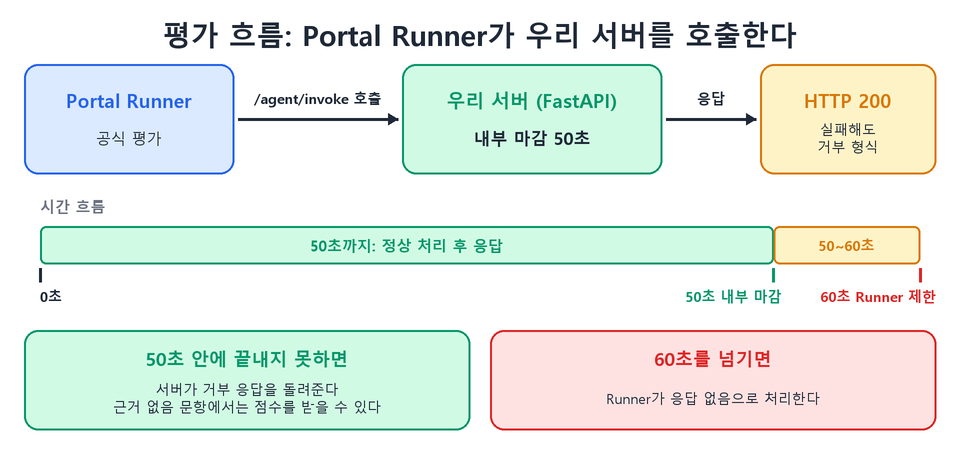 평가 흐름: Portal Runner가 우리 서버를 호출한다
Portal Runner
공식 평가
/agent/invoke 호출
우리 서버 (FastAPI)
내부 마감 50초
응답
HTTP 200
실패해도
거부 형식
시간 흐름
50초까지: 정상 처리 후 응답
50~60초
0초
50초 내부 마감
60초 Runner 제한
50초 안에 끝내지 못하면
서버가 거부 응답을 돌려준다
근거 없음 문항에서는 점수를 받을 수 있다
60초를 넘기면
Runner가 응답 없음으로 처리한다